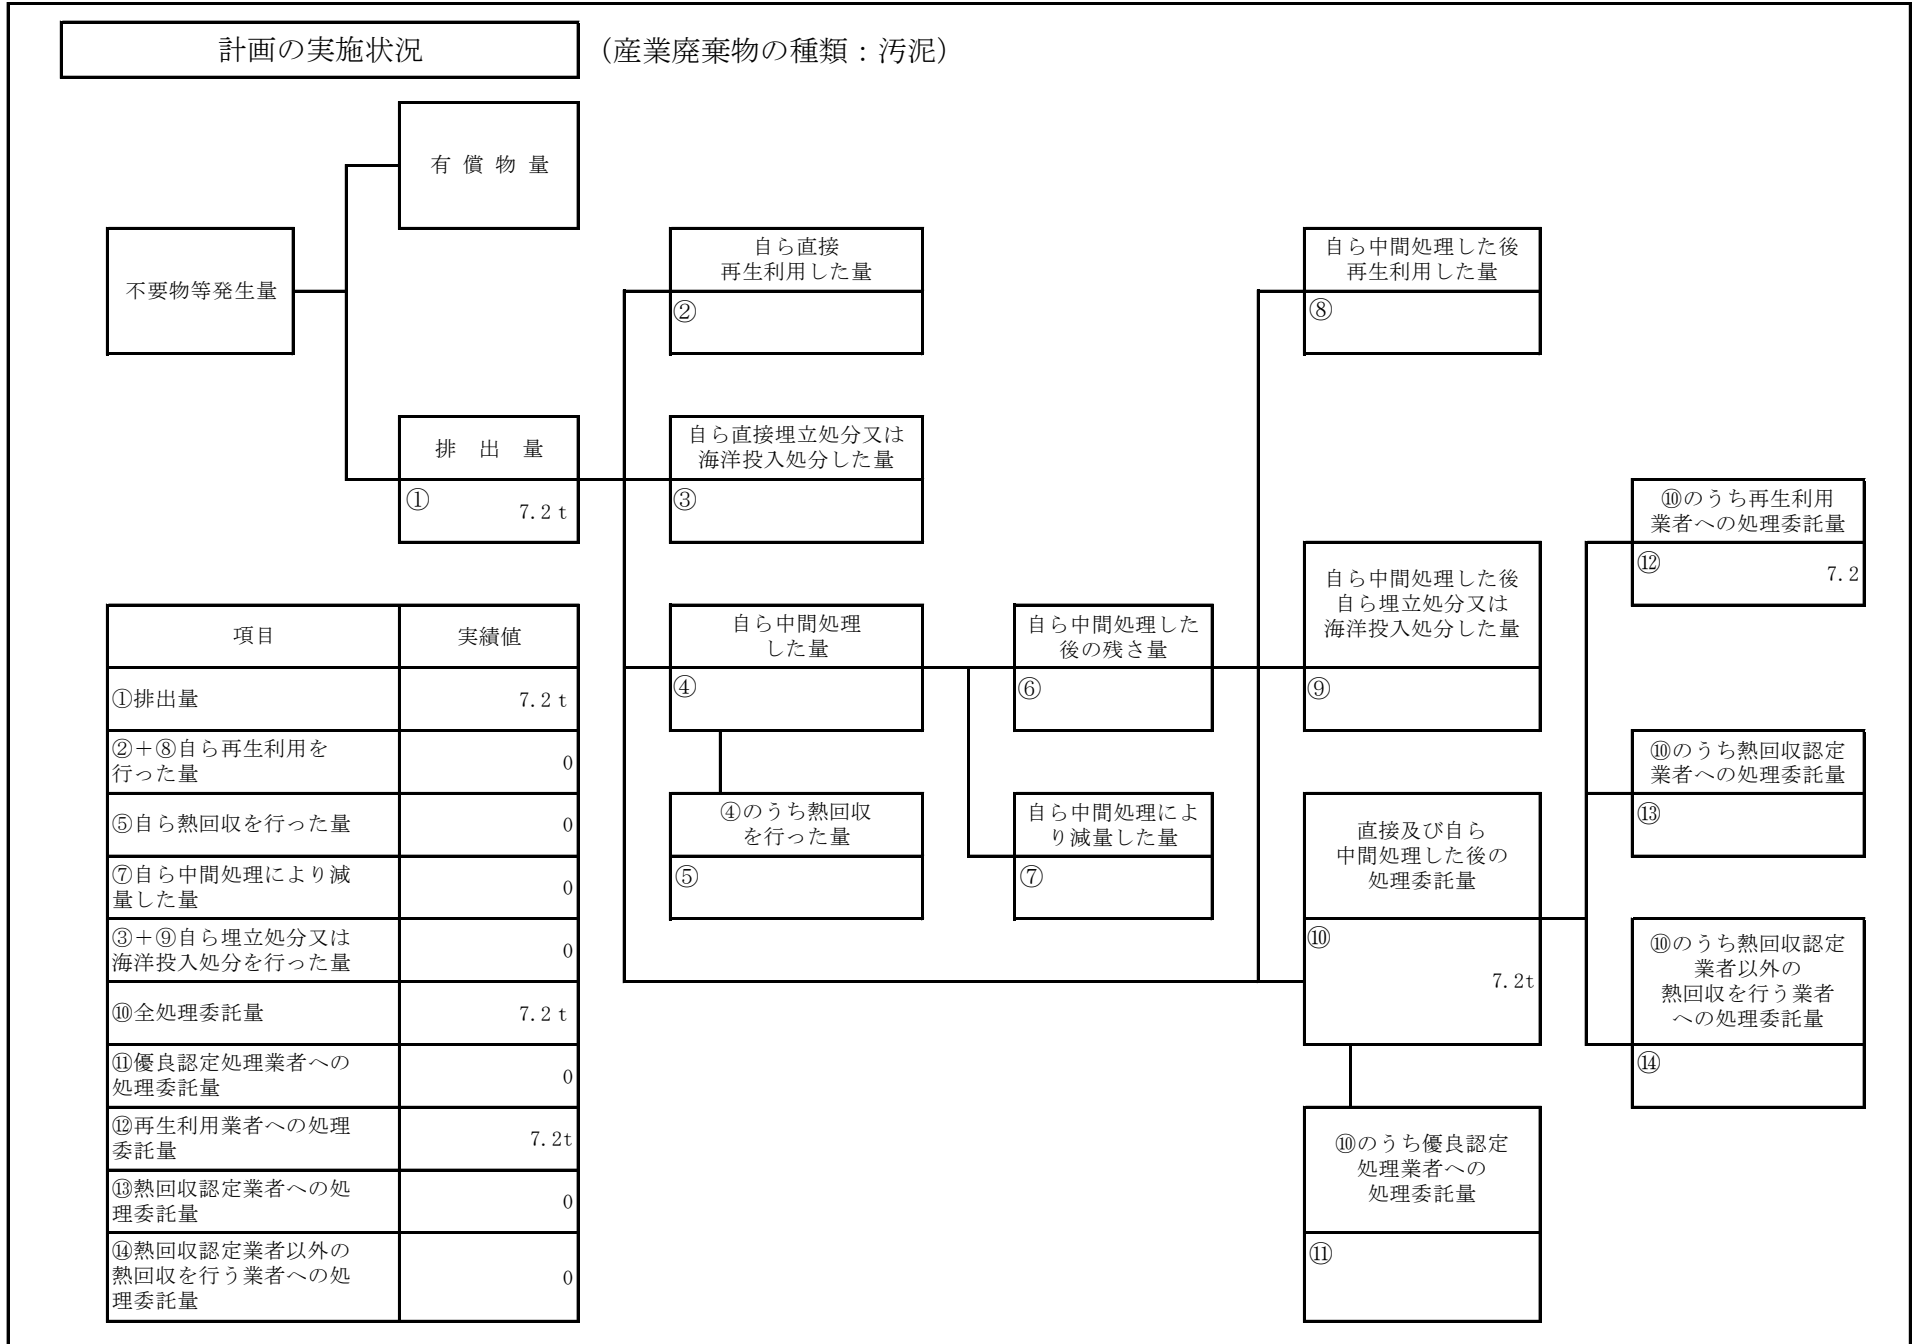 計画の実施状況
（産業廃棄物の種類：汚泥）
有償物量
不要物等発生量
排出量
① 7.2 t
自ら直接
再生利用した量
②
自ら直接埋立処分又は
海洋投入処分した量
③
自ら中間処理
した量
④
④のうち熱回収
を行った量
⑤
自ら中間処理した
後の残さ量
⑥
自ら中間処理によ
り減量した量
⑦
自ら中間処理した後
再生利用した量
⑧
自ら中間処理した後
自ら埋立処分又は
海洋投入処分した量
⑨
直接及び自ら
中間処理した後の
処理委託量
⑩
7.2t
⑩のうち優良認定
処理業者への
処理委託量
⑪
⑩のうち再生利用
業者への処理委託量
⑫ 7.2
⑩のうち熱回収認定
業者への処理委託量
⑬
⑩のうち熱回収認定
業者以外の
熱回収を行う業者
への処理委託量
⑭
項目 実績値
①排出量 7.2 t
②＋⑧自ら再生利用を
行った量 0
⑤自ら熱回収を行った量 0
⑦自ら中間処理により減
量した量 0
③＋⑨自ら埋立処分又は
海洋投入処分を行った量 0
⑩全処理委託量 7.2 t
⑪優良認定処理業者への
処理委託量 0
⑫再生利用業者への処理
委託量 7.2t
⑬熱回収認定業者への処
理委託量 0
⑭熱回収認定業者以外の
熱回収を行う業者への処
理委託量 0